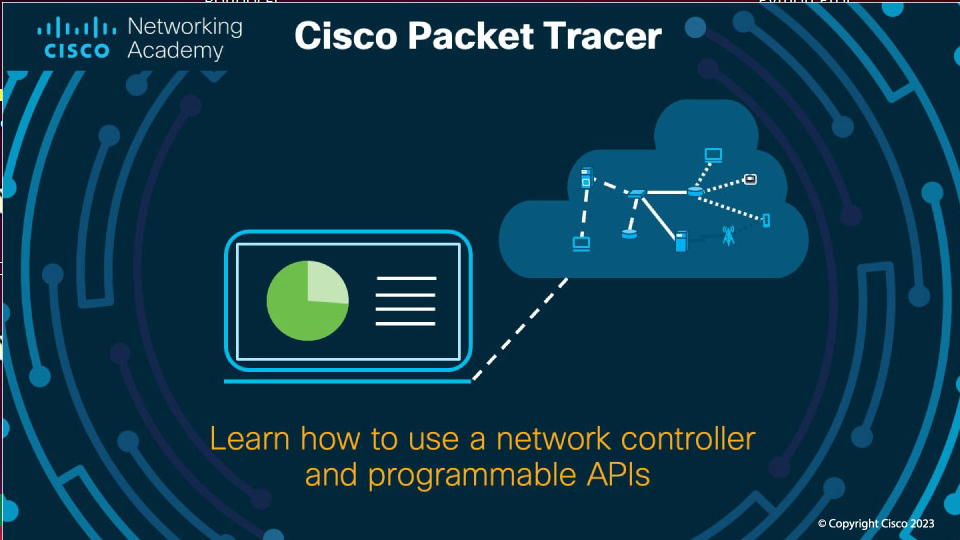 Networking
Academy
CISCO
Cisco Packet Tracer
Learn how to use a network controller
and programmable APIs
© Copyright Cisco 2023